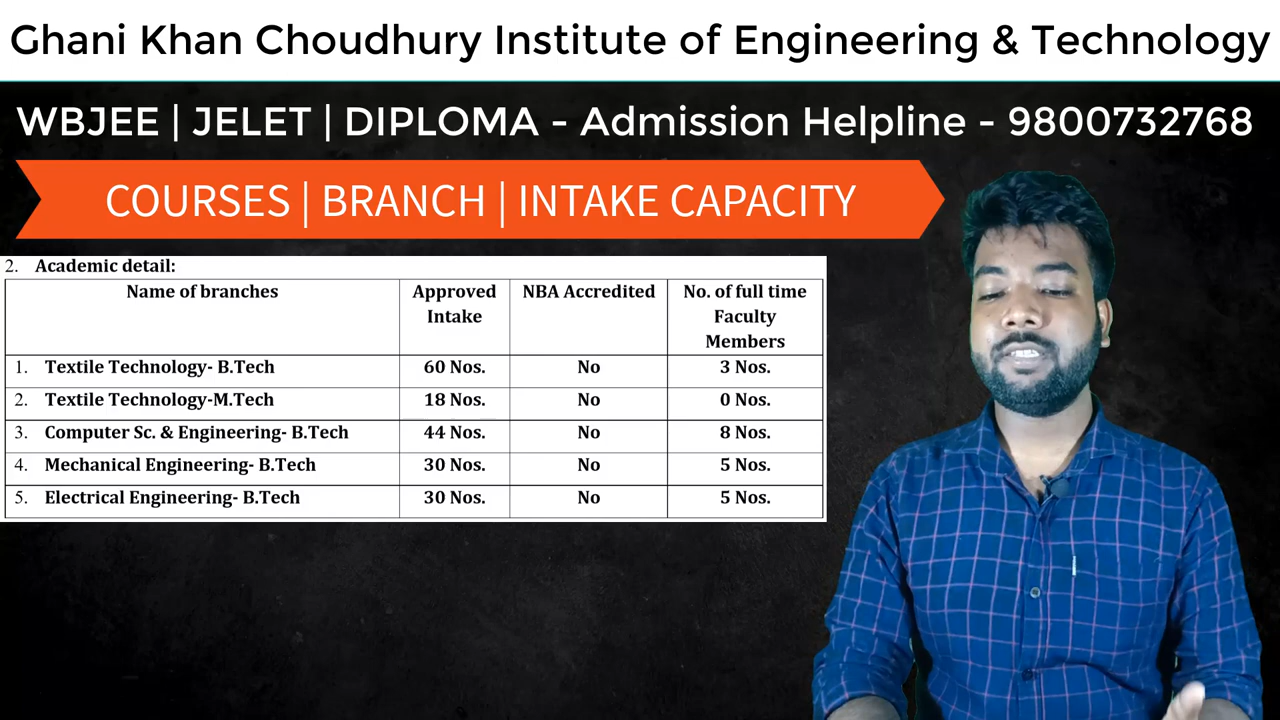 Ghani Khan Choudhury Institute of Engineering & Technology
WBJEE | JELET | DIPLOMA - Admission Helpline - 9800732768
COURSES | BRANCH | INTAKE CAPACITY
2. Academic detail:
Name of branches Approved Intake NBA Accredited No. of full time Faculty Members
1. Textile Technology- B.Tech 60 Nos. No 3 Nos.
2. Textile Technology-M.Tech 18 Nos. No 0 Nos.
3. Computer Sc. & Engineering- B.Tech 44 Nos. No 8 Nos.
4. Mechanical Engineering- B.Tech 30 Nos. No 5 Nos.
5. Electrical Engineering- B.Tech 30 Nos. No 5 Nos.